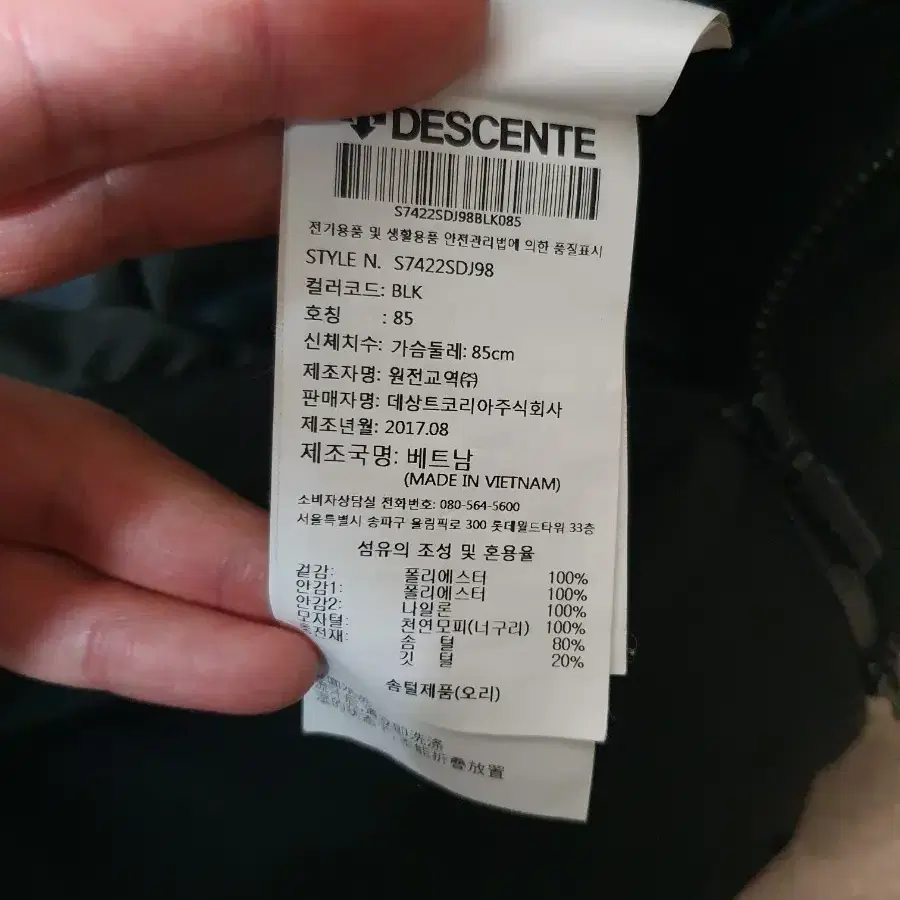 DESCENTE
S7422SDJ98BLK085
전기용품 및 생활용품 안전관리법에 의한 품질표시
STYLE N. S7422SDJ98
컬러코드: BLK
호칭 : 85
신체치수: 가슴둘레: 85cm
제조자명: 원전교역㈜
판매자명: 데상트코리아주식회사
제조년월: 2017.08
제조국명: 베트남
(MADE IN VIETNAM)
소비자상담실 전화번호: 080-564-5600
서울특별시 송파구 올림픽로 300 롯데월드타워 33층
섬유의 조성 및 혼용율
겉감: 폴리에스터 100%
안감1: 폴리에스터 100%
안감2: 나일론 100%
모자털: 천연모피(너구리) 100%
충전재: 솜 털 80%
깃 털 20%
솜털제품(오리)
洗涤
折叠放置